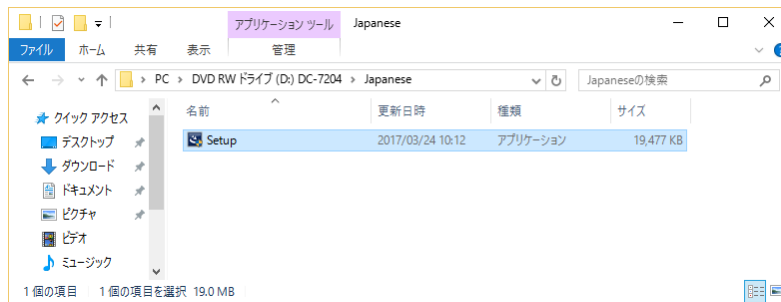 アプリケーション ツール Japanese
ファイル ホーム 共有 表示 管理
PC DVD RW ドライブ (D:) DC-7204 Japanese
Japaneseの検索
クイック アクセス
デスクトップ
ダウンロード
ドキュメント
ピクチャ
ビデオ
ミュージック
名前 更新日時 種類 サイズ
Setup 2017/03/24 10:12 アプリケーション 19,477 KB
1 個の項目 1 個の項目を選択 19.0 MB